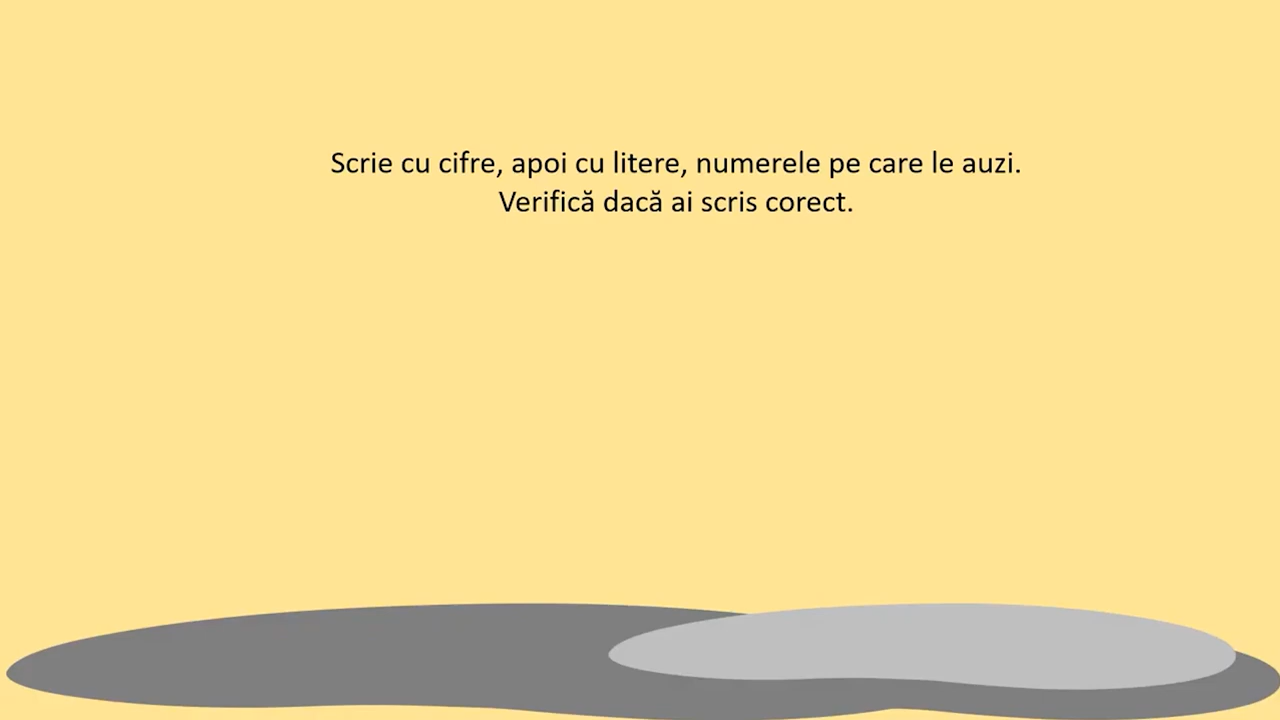 Scrie cu cifre, apoi cu litere, numerele pe care le auzi.
Verifică dacă ai scris corect.